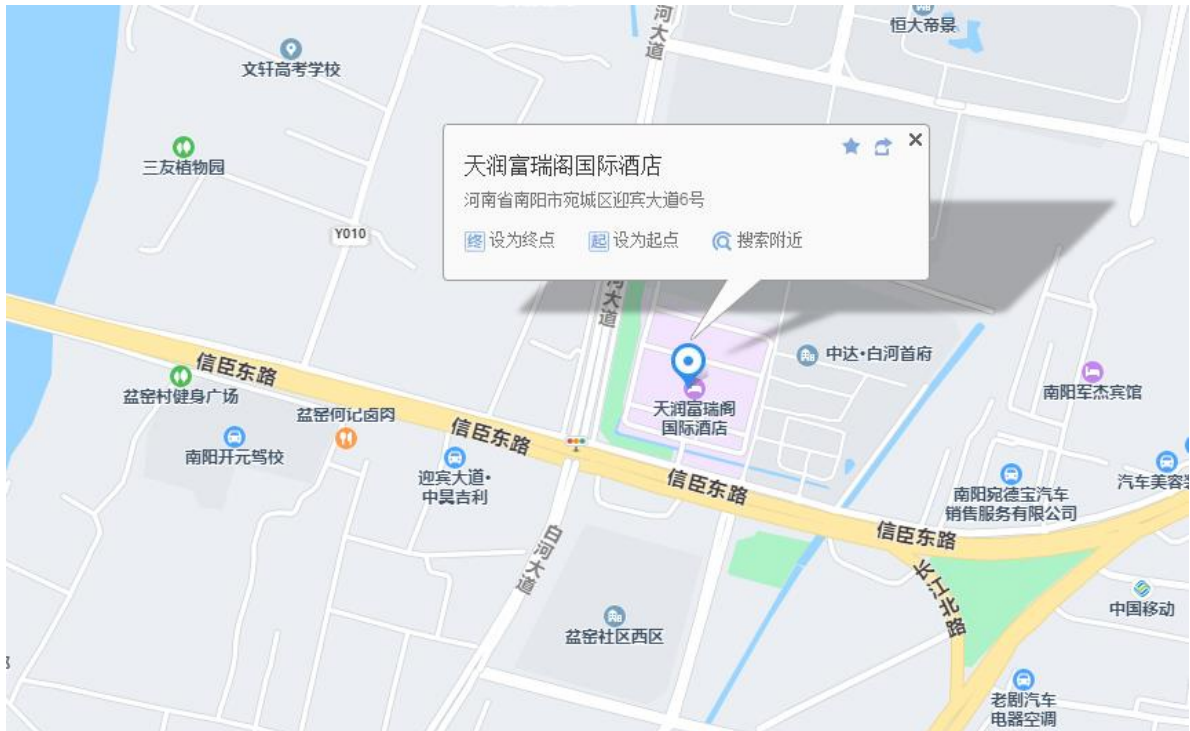 河大道
恒大帝景
文轩高考学校
三友植物园
天润富瑞阁国际酒店
河南省南阳市宛城区迎宾大道6号
终 设为终点
起 设为起点
搜索附近
Y010
河大道
信臣东路
中达·白河首府
盆窑村健身广场
南阳军杰宾馆
天润富瑞阁
国际酒店
盆窑何记卤肉
信臣东路
南阳开元驾校
迎宾大道·
中昊吉利
信臣东路
南阳宛德宝汽车
销售服务有限公司
汽车美容
信臣东路
白河大道
长江北路
中国移动
盆窑社区西区
老剧汽车
电器空调